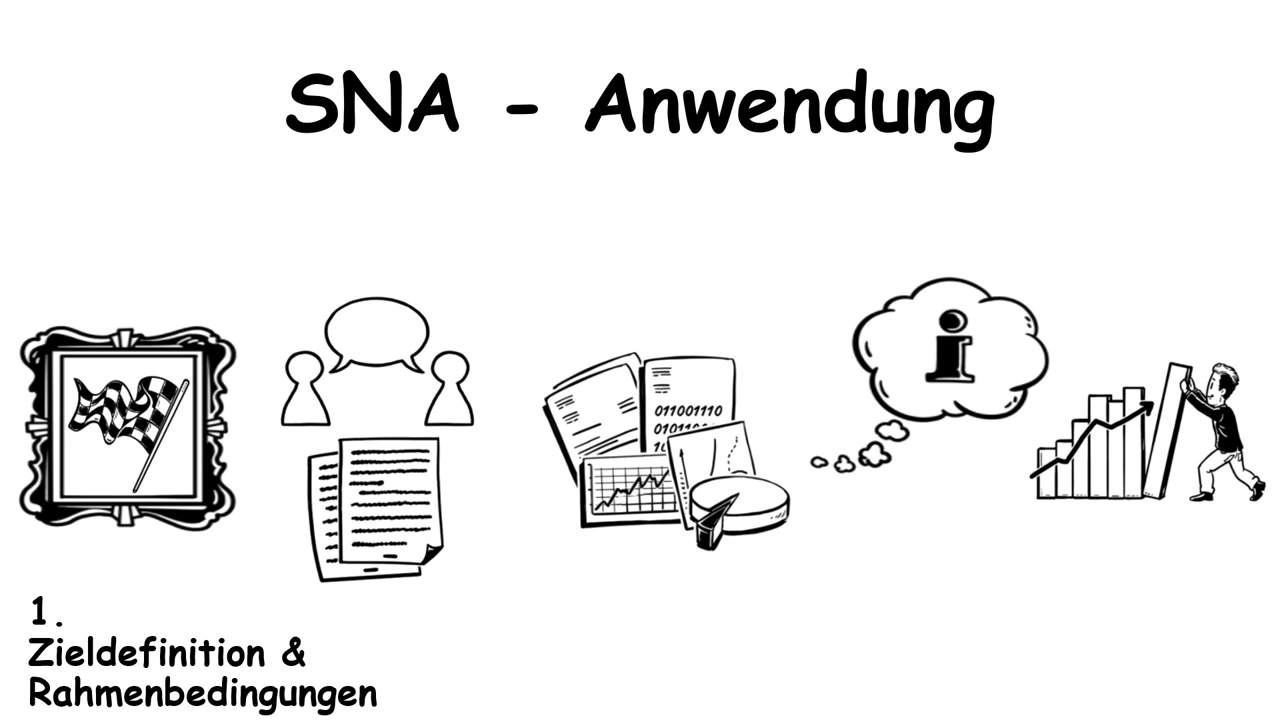 SNA - Anwendung
i
011001110
1.
Zieldefinition &
Rahmenbedingungen